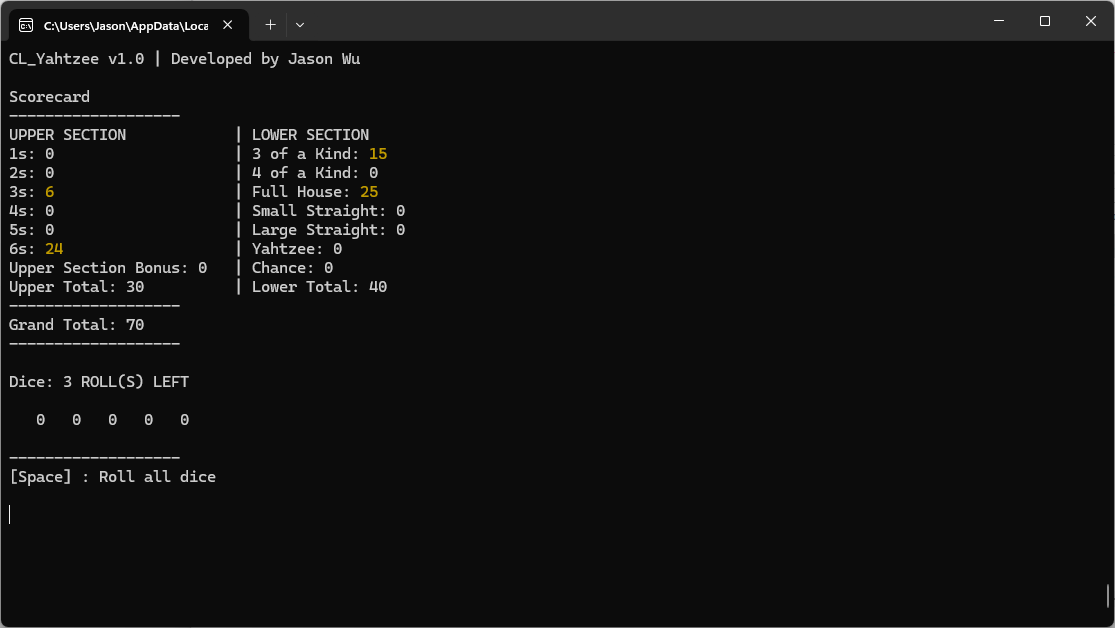 C:\Users\Jason\AppData\Loca
CL_Yahtzee v1.0 | Developed by Jason Wu
Scorecard
-------------------
UPPER SECTION            | LOWER SECTION
1s: 0                    | 3 of a Kind: 15
2s: 0                    | 4 of a Kind: 0
3s: 6                    | Full House: 25
4s: 0                    | Small Straight: 0
5s: 0                    | Large Straight: 0
6s: 24                   | Yahtzee: 0
Upper Section Bonus: 0   | Chance: 0
Upper Total: 30          | Lower Total: 40
-------------------
Grand Total: 70
-------------------
Dice: 3 ROLL(S) LEFT
0   0   0   0   0
-------------------
[Space] : Roll all dice